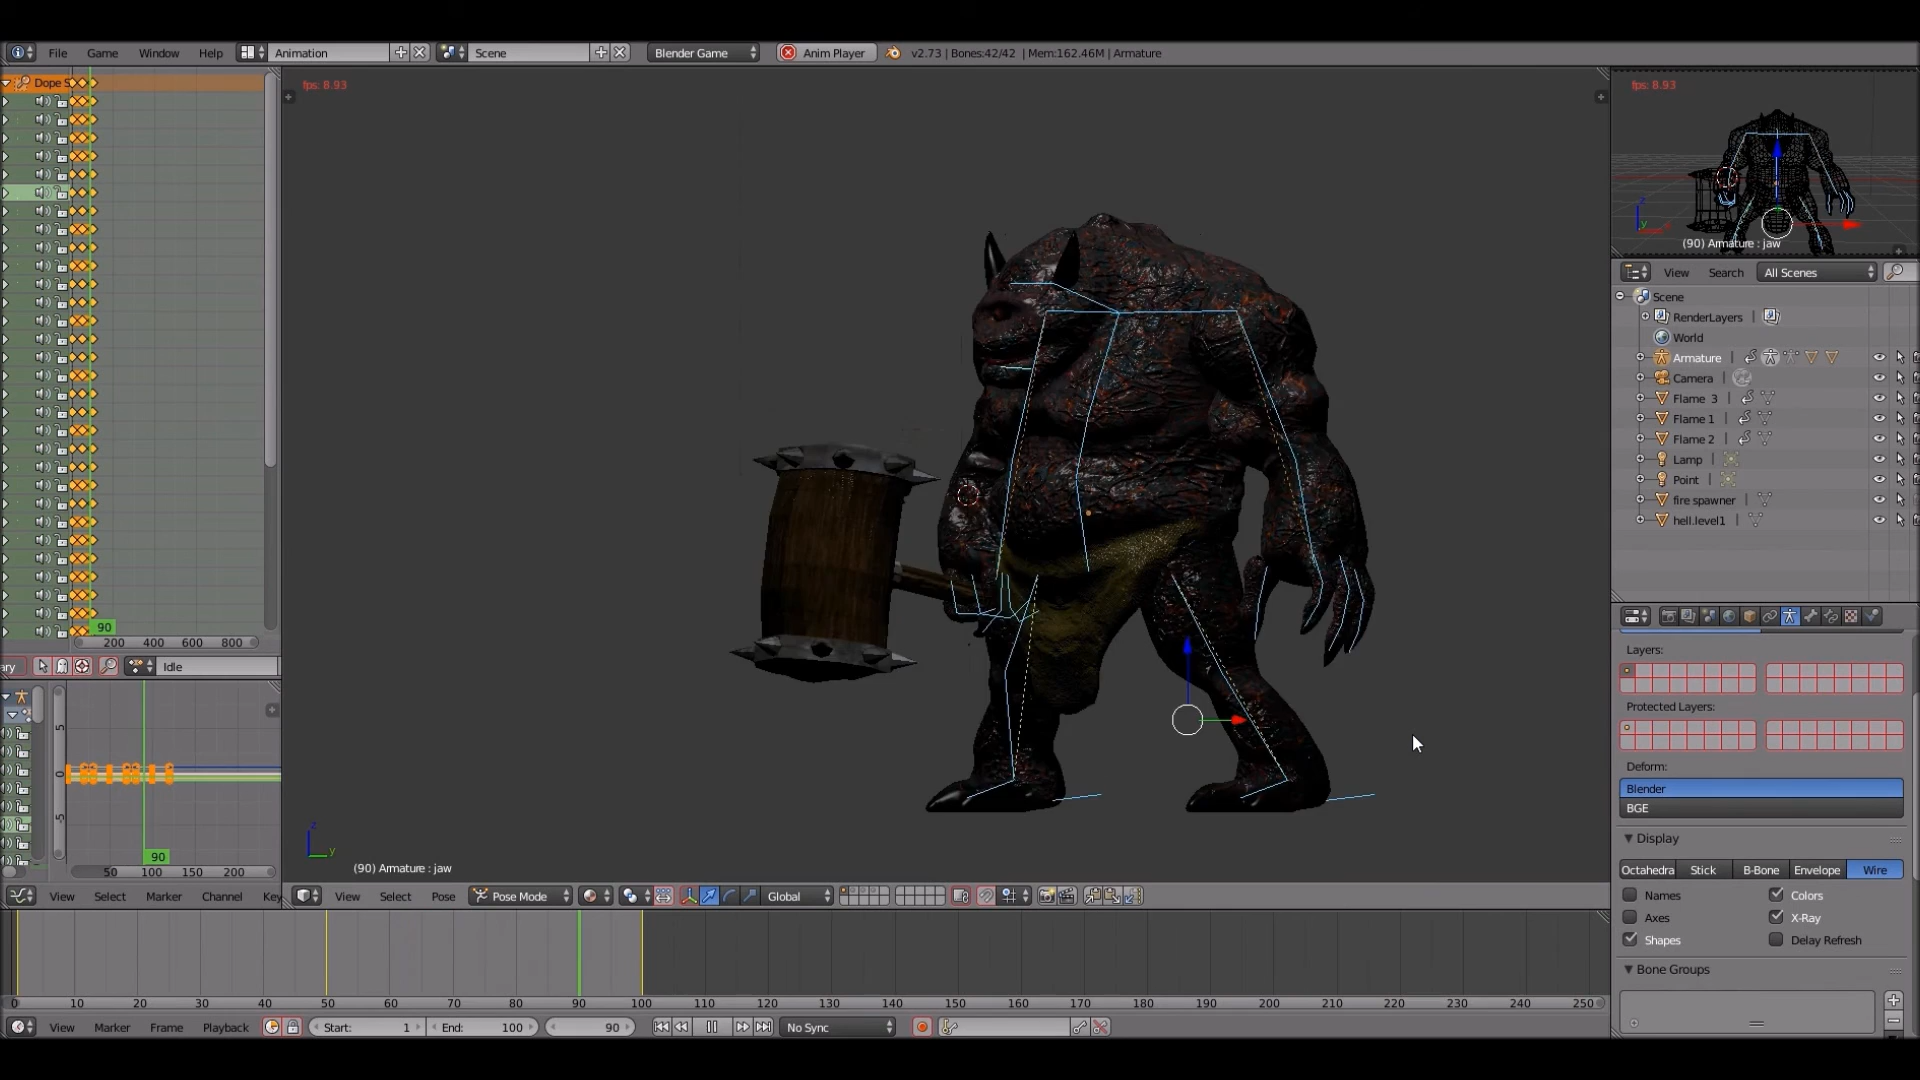 File Game Window Help Animation Scene Blender Game Anim Player v2.73 | Bones:42/42 | Mem:162.46M | Armature
Dope S
fps: 8.93
fps: 8.93
(90) Armature : jaw
View Search All Scenes
Scene
RenderLayers |
World
Armature |
Camera |
Flame 3 |
Flame 1 |
Flame 2 |
Lamp |
Point |
fire spawner |
hell.level1 |
90
200 400 600 800
ary Idle
5
0
-5
90
50 100 150 200
z
y
(90) Armature : jaw
Layers:
Protected Layers:
Deform:
Blender
BGE
Display
Octahedra Stick B-Bone Envelope Wire
Names Colors
Axes X-Ray
Shapes Delay Refresh
Bone Groups
View Select Marker Channel Key
View Select Pose Pose Mode Global
0 10 20 30 40 50 60 70 80 90 100 110 120 130 140 150 160 170 180 190 200 210 220 230 240 250
View Marker Frame Playback Start: 1 End: 100 90 No Sync